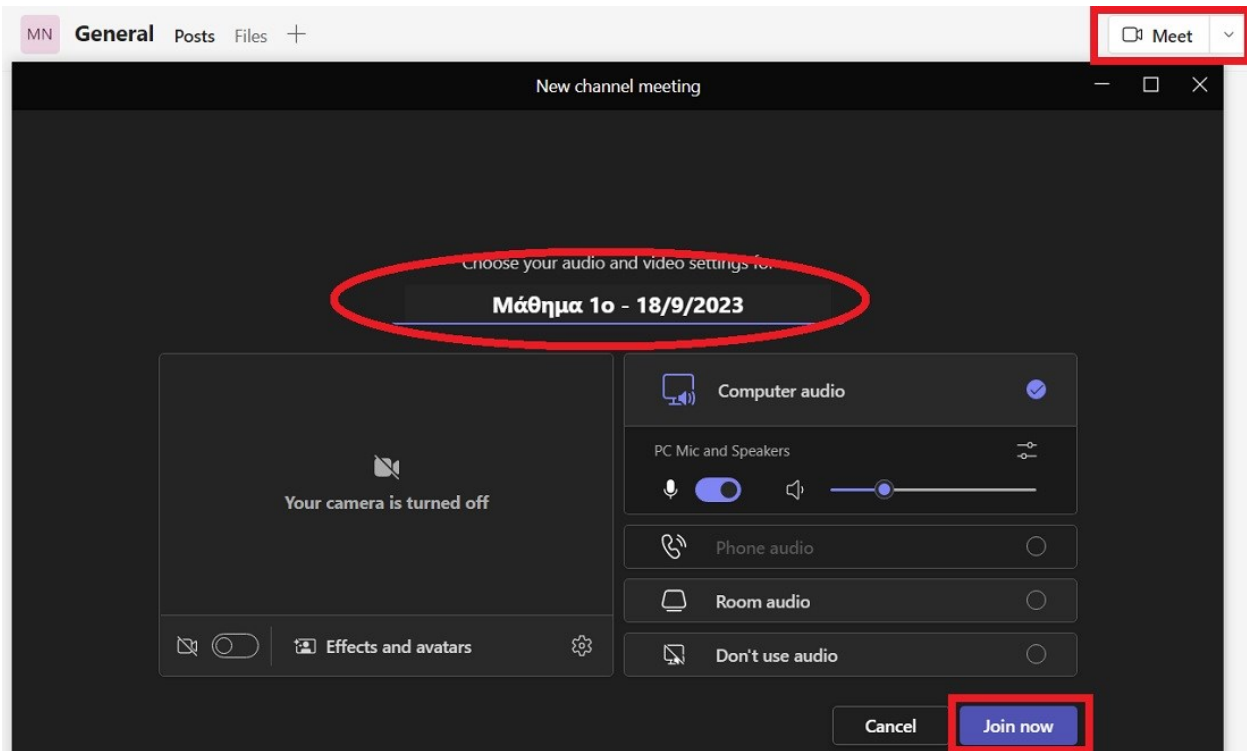 MN General Posts Files
Meet
New channel meeting
Choose your audio and video settings for
Μάθημα 1ο - 18/9/2023
Computer audio
PC Mic and Speakers
Your camera is turned off
Phone audio
Room audio
Effects and avatars
Don't use audio
Cancel Join now